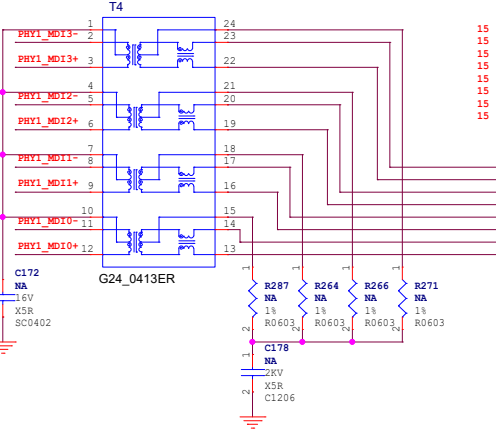 T4
1 24
PHY1_MDI3- 2 23 15
15
PHY1_MDI3+ 3 22 15
15
4 21 15
PHY1_MDI2- 5 20 15
15
PHY1_MDI2+ 6 19 15
7 18
PHY1_MDI1- 8 17
PHY1_MDI1+ 9 16
10 15
PHY1_MDI0- 11 14
PHY1_MDI0+ 12 13
C172
NA
16V
X5R
SC0402
G24_0413ER
1 1 1 1
R287 R264 R266 R271
NA NA NA NA
1% 1% 1% 1%
R0603 R0603 R0603 R0603
2 2 2 2
1
C178
NA
2KV
X5R
C1206
2